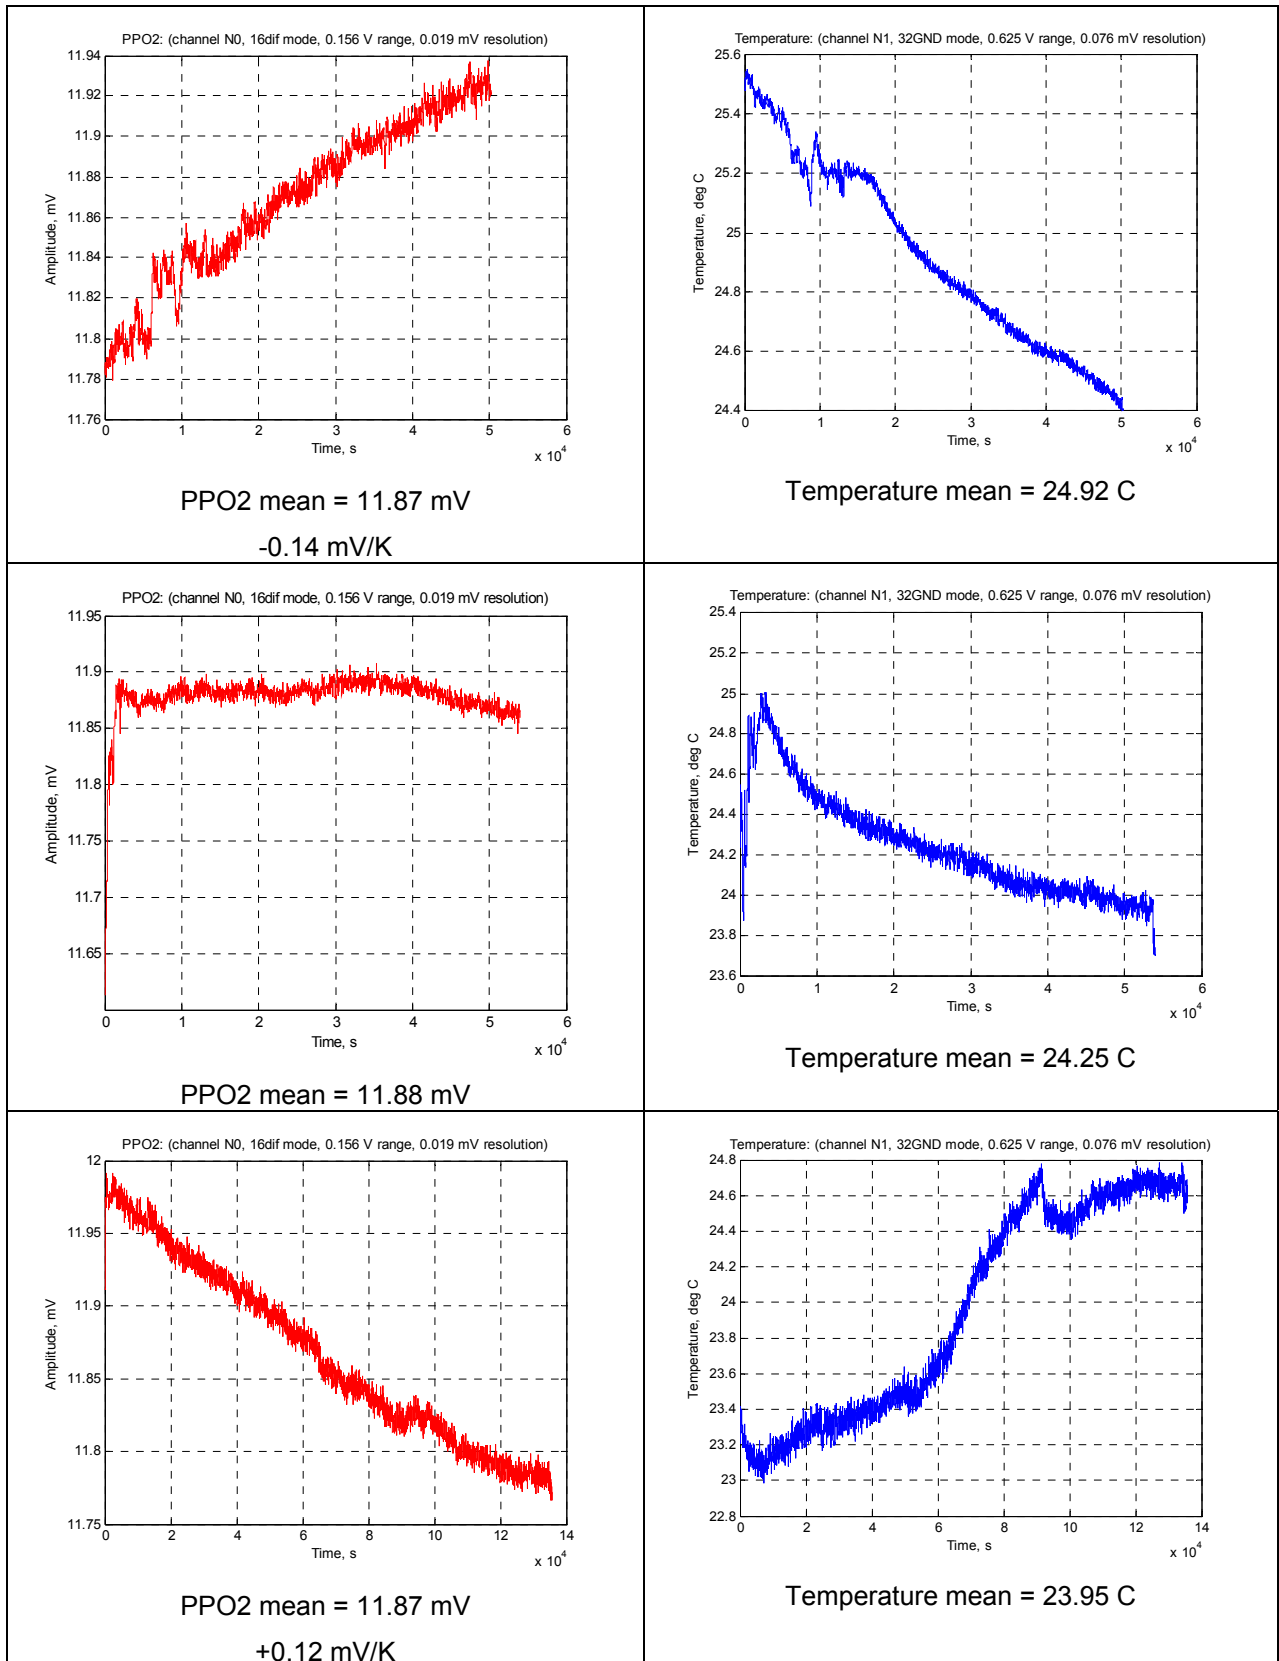 PPO2: (channel N0, 16dif mode, 0.156 V range, 0.019 mV resolution)
11.94
11.92
11.9
11.88
11.86
11.84
11.82
11.8
11.78
11.76
Amplitude, mV
0 1 2 3 4 5 6
Time, s
x 10^4
PPO2 mean = 11.87 mV
-0.14 mV/K
Temperature: (channel N1, 32GND mode, 0.625 V range, 0.076 mV resolution)
25.6
25.4
25.2
25
24.8
24.6
24.4
Temperature, deg C
0 1 2 3 4 5 6
Time, s
x 10^4
Temperature mean = 24.92 C
PPO2: (channel N0, 16dif mode, 0.156 V range, 0.019 mV resolution)
11.95
11.9
11.85
11.8
11.75
11.7
11.65
Amplitude, mV
0 1 2 3 4 5 6
Time, s
x 10^4
PPO2 mean = 11.88 mV
Temperature: (channel N1, 32GND mode, 0.625 V range, 0.076 mV resolution)
25.4
25.2
25
24.8
24.6
24.4
24.2
24
23.8
23.6
Temperature, deg C
0 1 2 3 4 5 6
Time, s
x 10^4
Temperature mean = 24.25 C
PPO2: (channel N0, 16dif mode, 0.156 V range, 0.019 mV resolution)
12
11.95
11.9
11.85
11.8
11.75
Amplitude, mV
0 2 4 6 8 10 12 14
Time, s
x 10^4
PPO2 mean = 11.87 mV
+0.12 mV/K
Temperature: (channel N1, 32GND mode, 0.625 V range, 0.076 mV resolution)
24.8
24.6
24.4
24.2
24
23.8
23.6
23.4
23.2
23
22.8
Temperature, deg C
0 2 4 6 8 10 12 14
Time, s
x 10^4
Temperature mean = 23.95 C